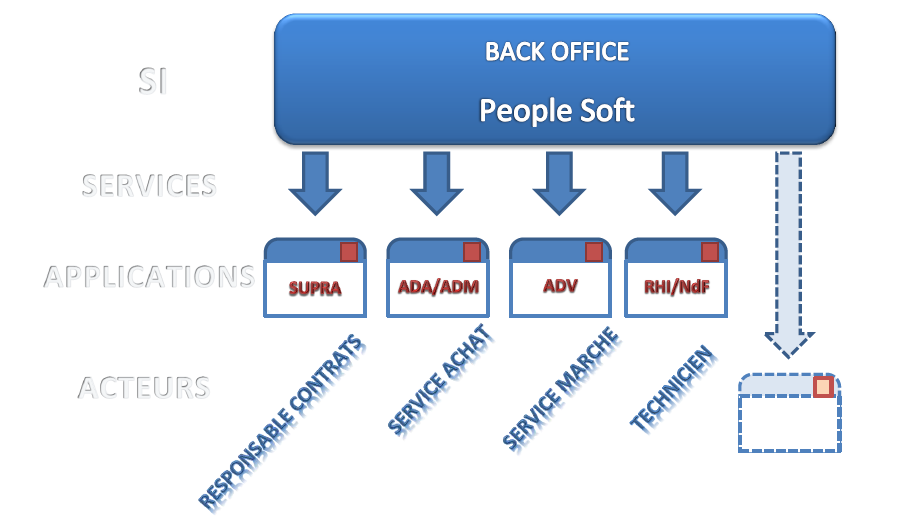 SI
BACK OFFICE
People Soft
SERVICES
APPLICATIONS
SUPRA
ADA/ADM
ADV
RHI/NdF
ACTEURS
RESPONSABLE CONTRATS
SERVICE ACHAT
SERVICE MARCHE
TECHNICIEN